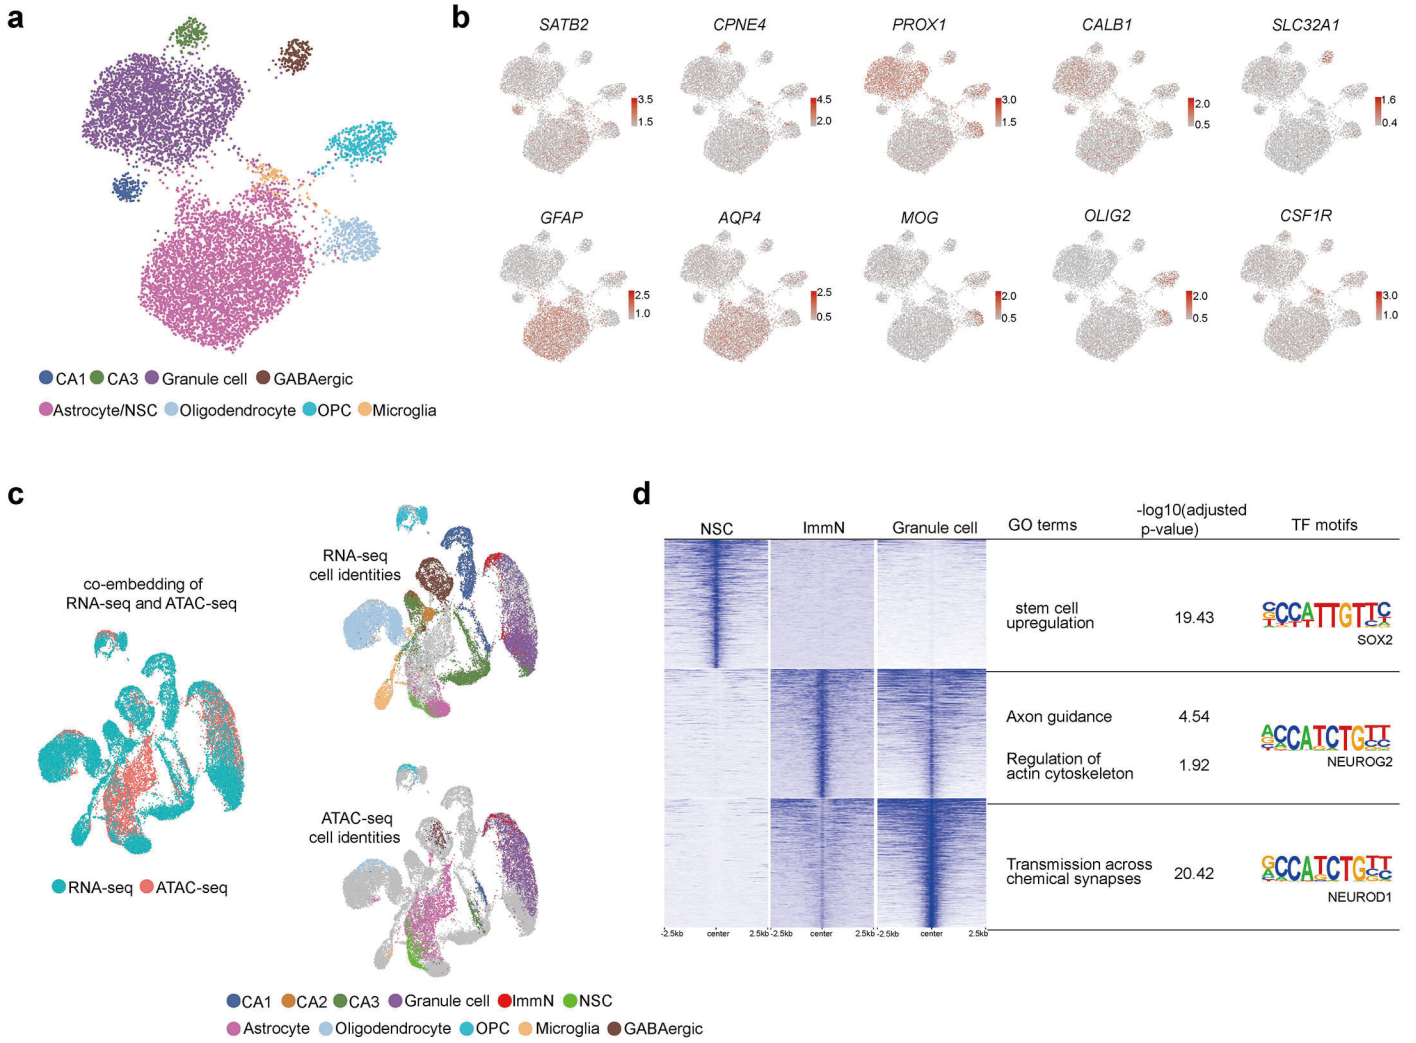 a
CA1 CA3 Granule cell GABAergic
Astrocyte/NSC Oligodendrocyte OPC Microglia
b
SATB2 CPNE4 PROX1 CALB1 SLC32A1
3.5 4.5 3.0 2.0 1.6
1.5 2.0 1.5 0.5 0.4
GFAP AQP4 MOG OLIG2 CSF1R
2.5 2.5 2.0 2.0 3.0
1.0 0.5 0.5 0.5 1.0
c
co-embedding of
RNA-seq and ATAC-seq
RNA-seq ATAC-seq
RNA-seq
cell identities
ATAC-seq
cell identities
CA1 CA2 CA3 Granule cell ImmN NSC
Astrocyte Oligodendrocyte OPC Microglia GABAergic
d
NSC ImmN Granule cell GO terms -log10(adjusted
p-value) TF motifs
stem cell
upregulation 19.43
SOX2
Axon guidance 4.54
Regulation of
actin cytoskeleton 1.92
NEUROG2
Transmission across
chemical synapses 20.42
NEUROD1
-2.5kb center 2.5kb -2.5kb center 2.5kb -2.5kb center 2.5kb